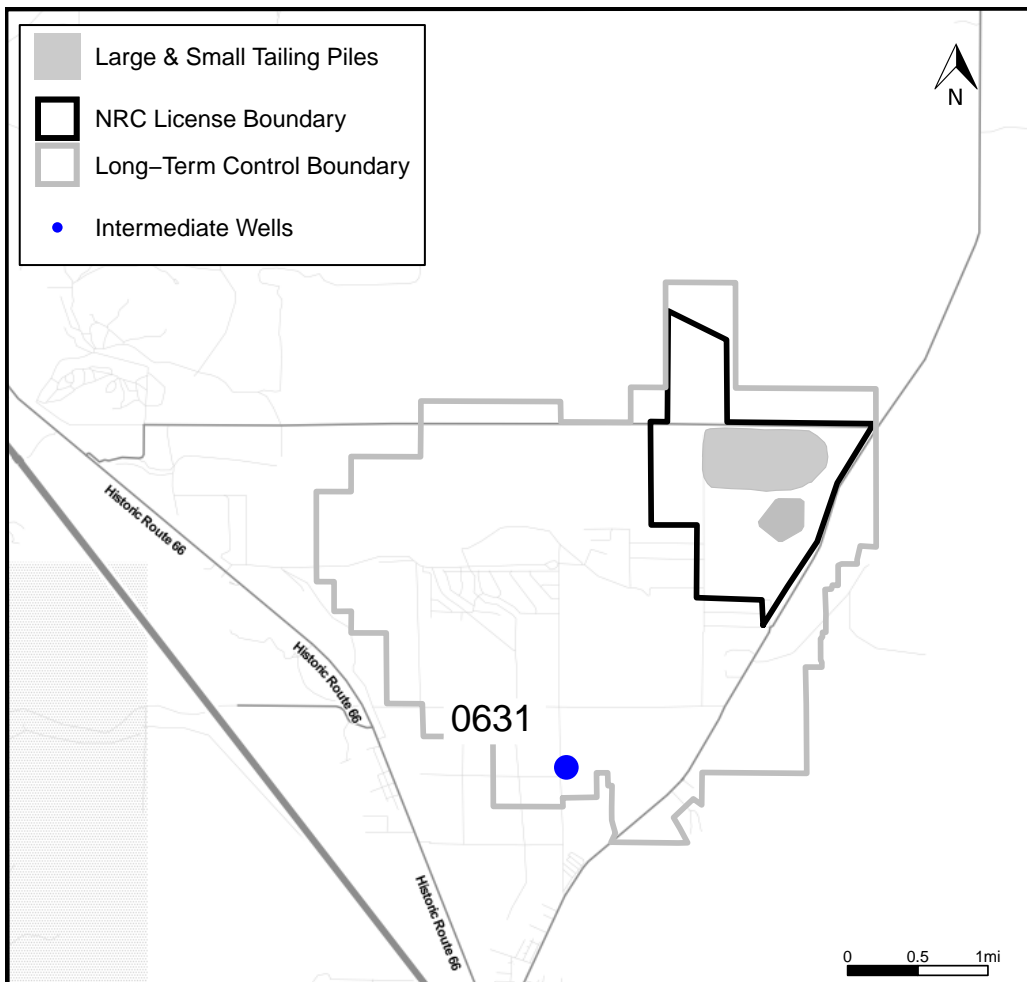 Large & Small Tailing Piles
NRC License Boundary
Long−Term Control Boundary
Intermediate Wells
N
Historic Route 66
Historic Route 66
0631
Historic Route 66
0 0.5 1mi